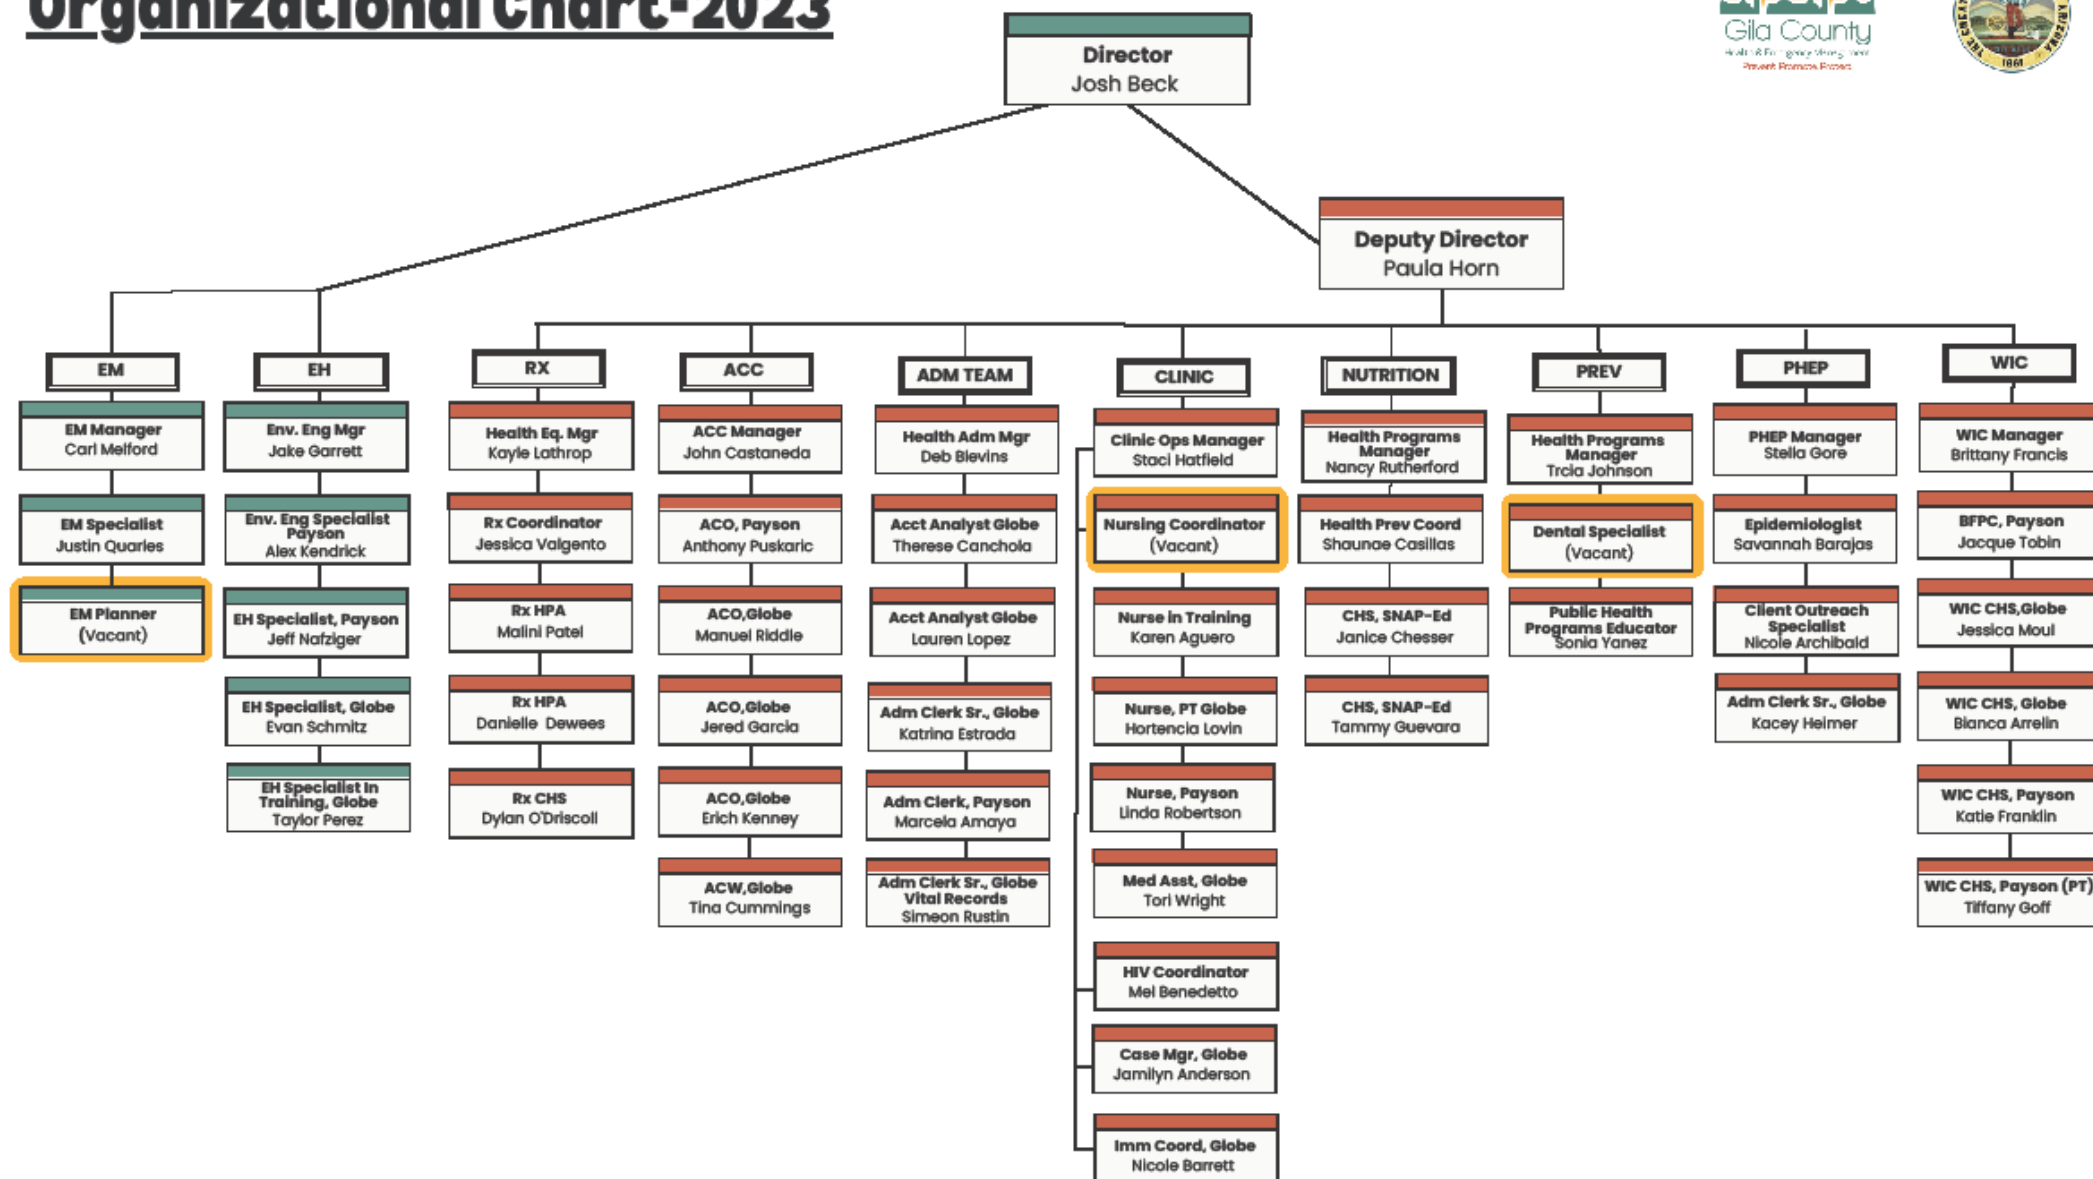 Organizational Chart-2023
Gila County
Health & Emergency Management
Prevent Promote Protect
1881
Director
Josh Beck
Deputy Director
Paula Horn
EM
EM Manager
Carl Melford
EM Specialist
Justin Quarles
EM Planner
(Vacant)
EH
Env. Eng Mgr
Jake Garrett
Env. Eng Specialist
Payson
Alex Kendrick
EH Specialist, Payson
Jeff Nafziger
EH Specialist, Globe
Evan Schmitz
EH Specialist In
Training, Globe
Taylor Perez
RX
Health Eq. Mgr
Kayle Lathrop
Rx Coordinator
Jessica Valgento
Rx HPA
Malini Patel
Rx HPA
Danielle Dewees
Rx CHS
Dylan O'Driscoll
ACC
ACC Manager
John Castaneda
ACO, Payson
Anthony Puskaric
ACO,Globe
Manuel Riddle
ACO,Globe
Jered Garcia
ACO,Globe
Erich Kenney
ACW,Globe
Tina Cummings
ADM TEAM
Health Adm Mgr
Deb Blevins
Acct Analyst Globe
Therese Canchola
Acct Analyst Globe
Lauren Lopez
Adm Clerk Sr., Globe
Katrina Estrada
Adm Clerk, Payson
Marcela Amaya
Adm Clerk Sr., Globe
Vital Records
Simeon Rustin
CLINIC
Clinic Ops Manager
Staci Hatfield
Nursing Coordinator
(Vacant)
Nurse in Training
Karen Aguero
Nurse, PT Globe
Hortencia Lovin
Nurse, Payson
Linda Robertson
Med Asst, Globe
Tori Wright
HIV Coordinator
Mel Benedetto
Case Mgr, Globe
Jamilyn Anderson
Imm Coord, Globe
Nicole Barrett
NUTRITION
Health Programs
Manager
Nancy Rutherford
Health Prev Coord
Shaunae Casillas
CHS, SNAP-Ed
Janice Chesser
CHS, SNAP-Ed
Tammy Guevara
PREV
Health Programs
Manager
Trcia Johnson
Dental Specialist
(Vacant)
Public Health
Programs Educator
Sonia Yanez
PHEP
PHEP Manager
Stella Gore
Epidemiologist
Savannah Barajas
Client Outreach
Specialist
Nicole Archibald
Adm Clerk Sr., Globe
Kacey Heimer
WIC
WIC Manager
Brittany Francis
BFPC, Payson
Jacque Tobin
WIC CHS,Globe
Jessica Moul
WIC CHS, Globe
Bianca Arrelin
WIC CHS, Payson
Katie Franklin
WIC CHS, Payson (PT)
Tiffany Goff